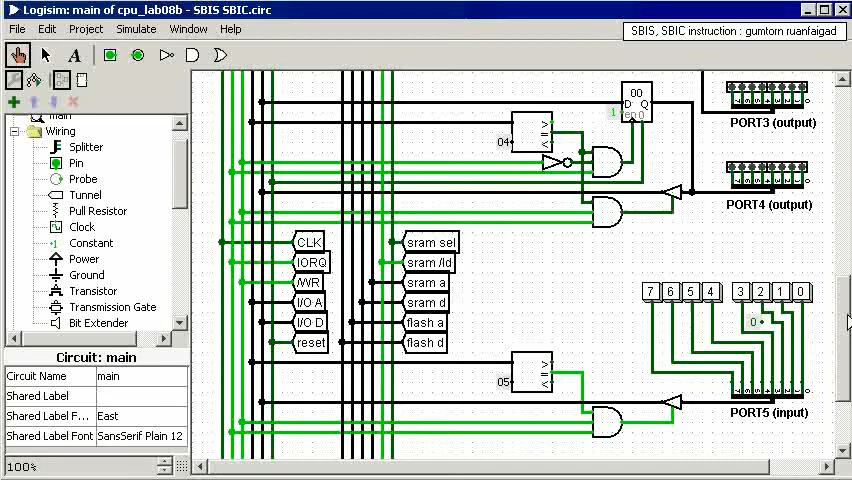 Logisim: main of cpu_lab08b - SBIS SBIC.circ
File Edit Project Simulate Window Help
SBIS, SBIC instruction : gumtorn ruanfaigad
A
main
Wiring
Splitter
Pin
Probe
Tunnel
Pull Resistor
Clock
Constant
Power
Ground
Transistor
Transmission Gate
Bit Extender
Circuit: main
Circuit Name main
Shared Label
Shared Label F... East
Shared Label Font SansSerif Plain 12
100%
00
D Q
1 en 0
04
PORT3 (output)
PORT4 (output)
CLK
IORQ
/WR
I/O A
I/O D
reset
sram sel
sram /ld
sram a
sram d
flash a
flash d
7 6 5 4 3 2 1 0
0
05
PORT5 (input)